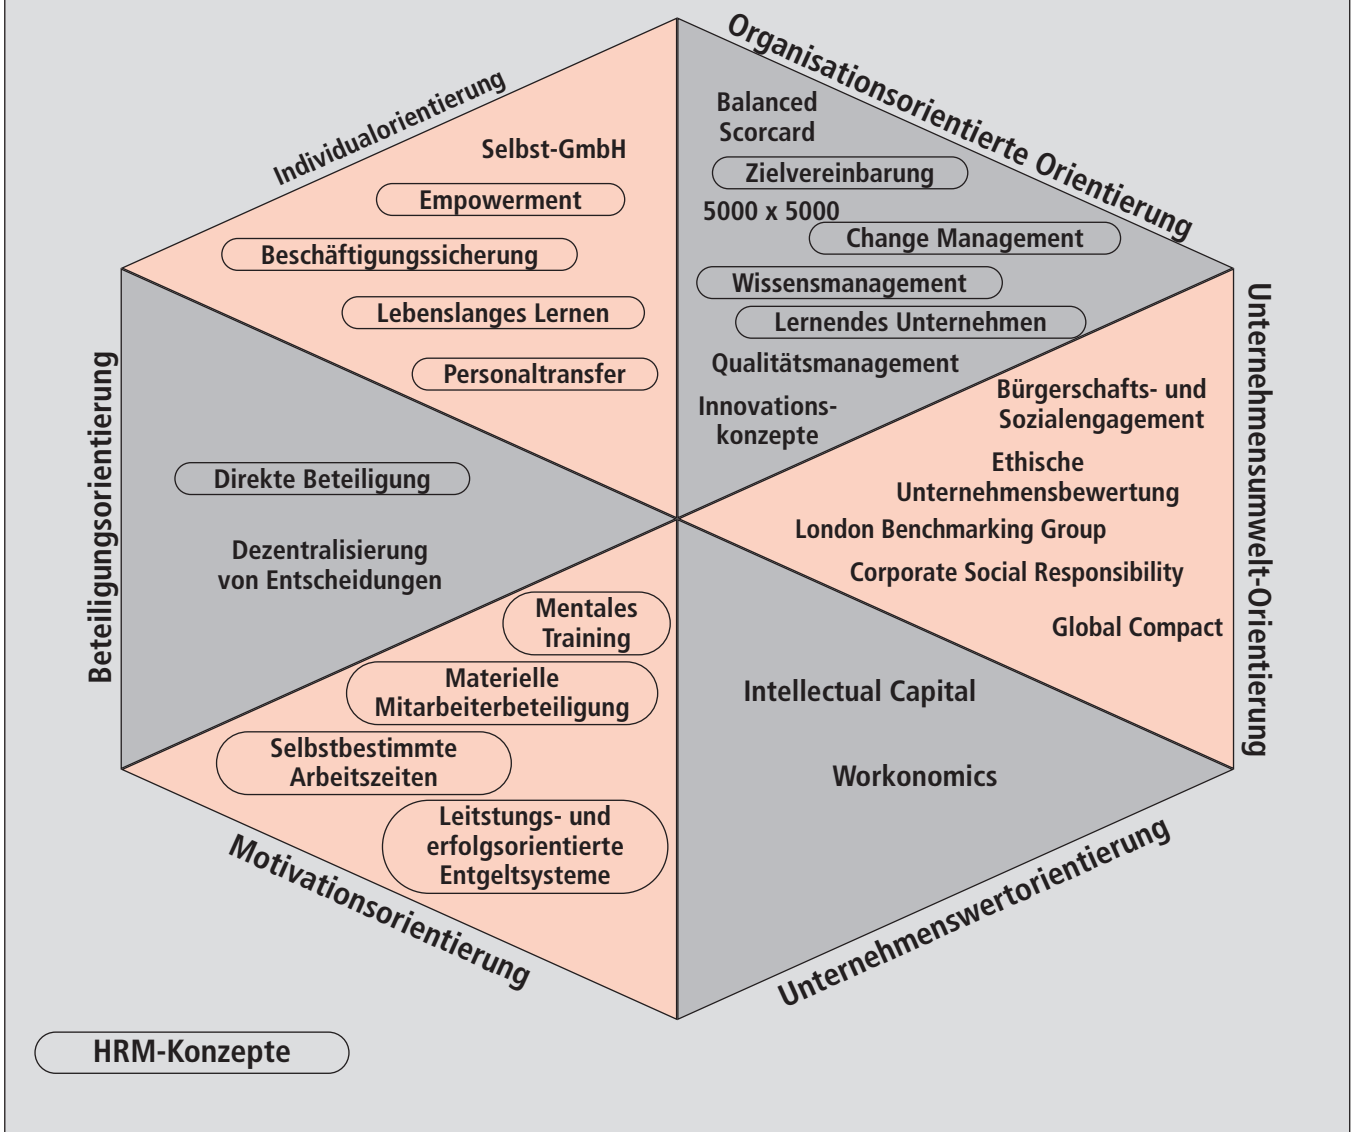 Individualorientierung
Selbst-GmbH
Empowerment
Beschäftigungssicherung
Lebenslanges Lernen
Personaltransfer
Organisationsorientierte Orientierung
Balanced
Scorcard
Zielvereinbarung
5000 x 5000
Change Management
Wissensmanagement
Lernendes Unternehmen
Qualitätsmanagement
Innovations-
konzepte
Unternehmensumwelt-Orientierung
Bürgerschafts- und
Sozialengagement
Ethische
Unternehmensbewertung
London Benchmarking Group
Corporate Social Responsibility
Global Compact
Beteiligungsorientierung
Direkte Beteiligung
Dezentralisierung
von Entscheidungen
Mentales
Training
Materielle
Mitarbeiterbeteiligung
Selbstbestimmte
Arbeitszeiten
Leitstungs- und
erfolgsorientierte
Entgeltsysteme
Motivationsorientierung
Intellectual Capital
Workonomics
Unternehmenswertorientierung
HRM-Konzepte